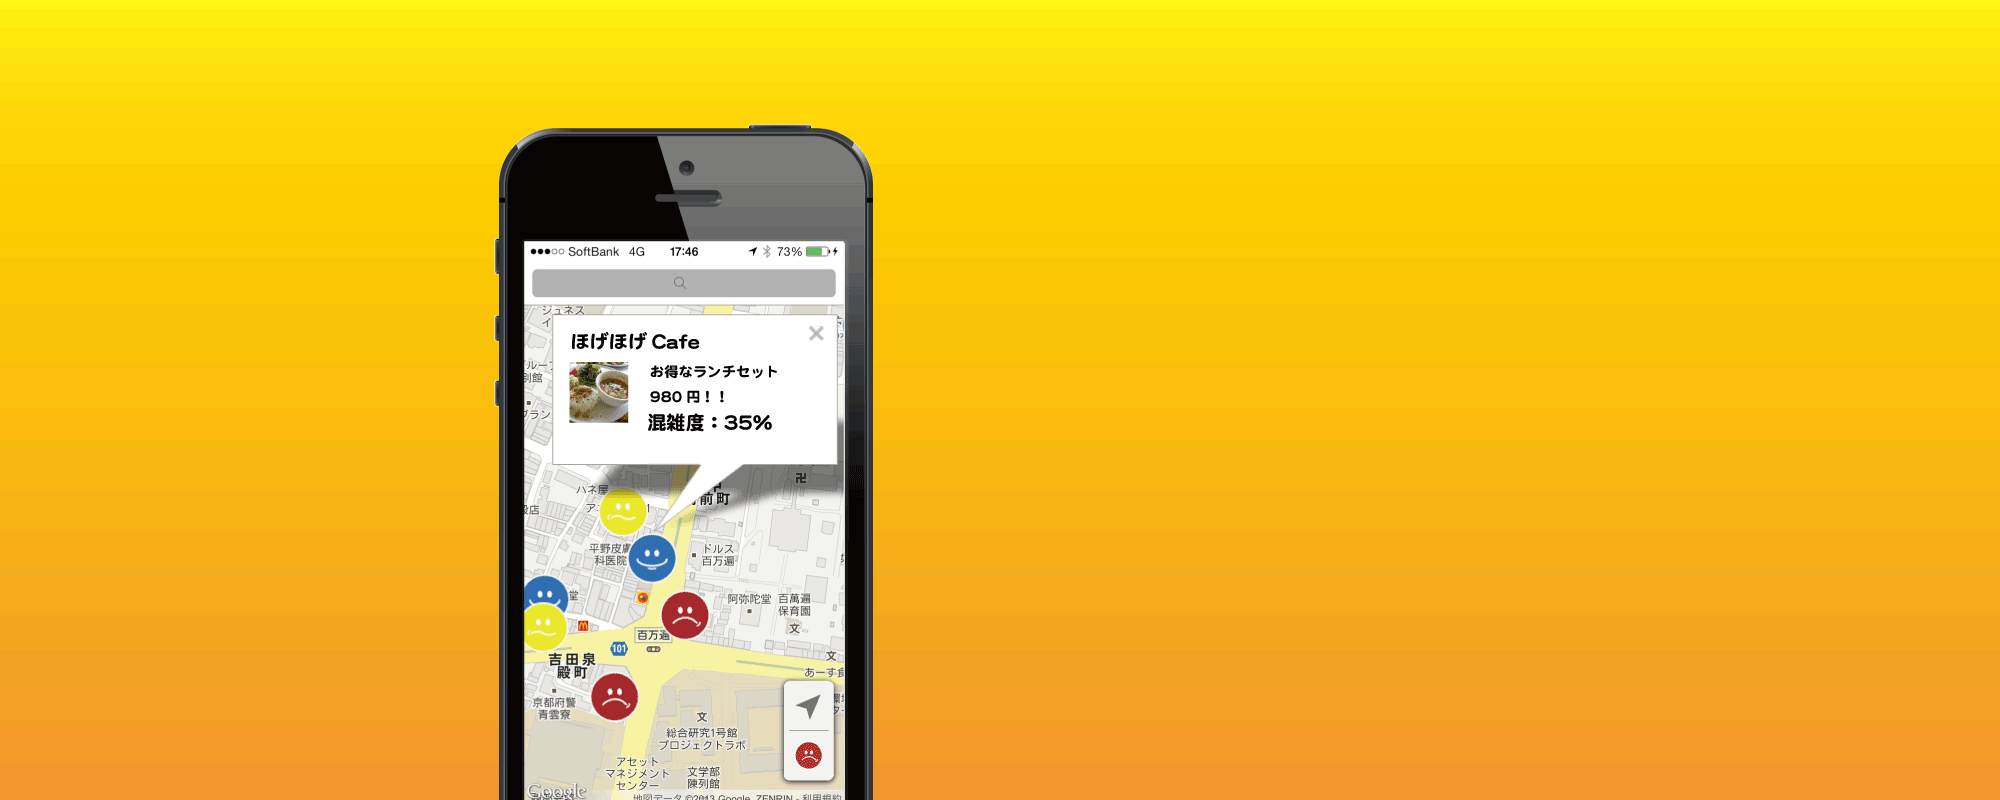 SoftBank 4G 17:46 73%
ジュネス
ほげほげ Cafe
お得なランチセット
980 円！！
混雑度：35%
別館
ハネ屋
前町
平野皮膚
科医院
ドルス
百万遍
堂
阿弥陀堂
百萬遍
保育園
文
百万遍
101
吉田泉
殿町
文
あーす食
京都府警
青雲寮
文
総合研究1号館
プロジェクトラボ
アセット
マネジメント
センター
文学部
陳列館
Google
地図データ ©2013 Google, ZENRIN - 利用規約